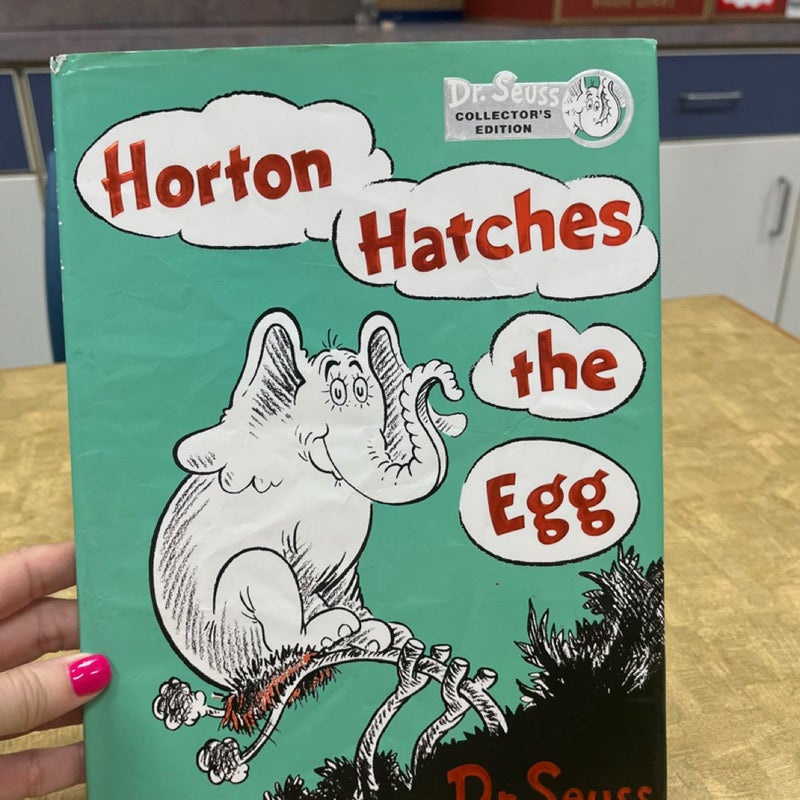 Dr. Seuss
COLLECTOR'S
EDITION
Horton
Hatches
the
Egg
Dr. Seuss